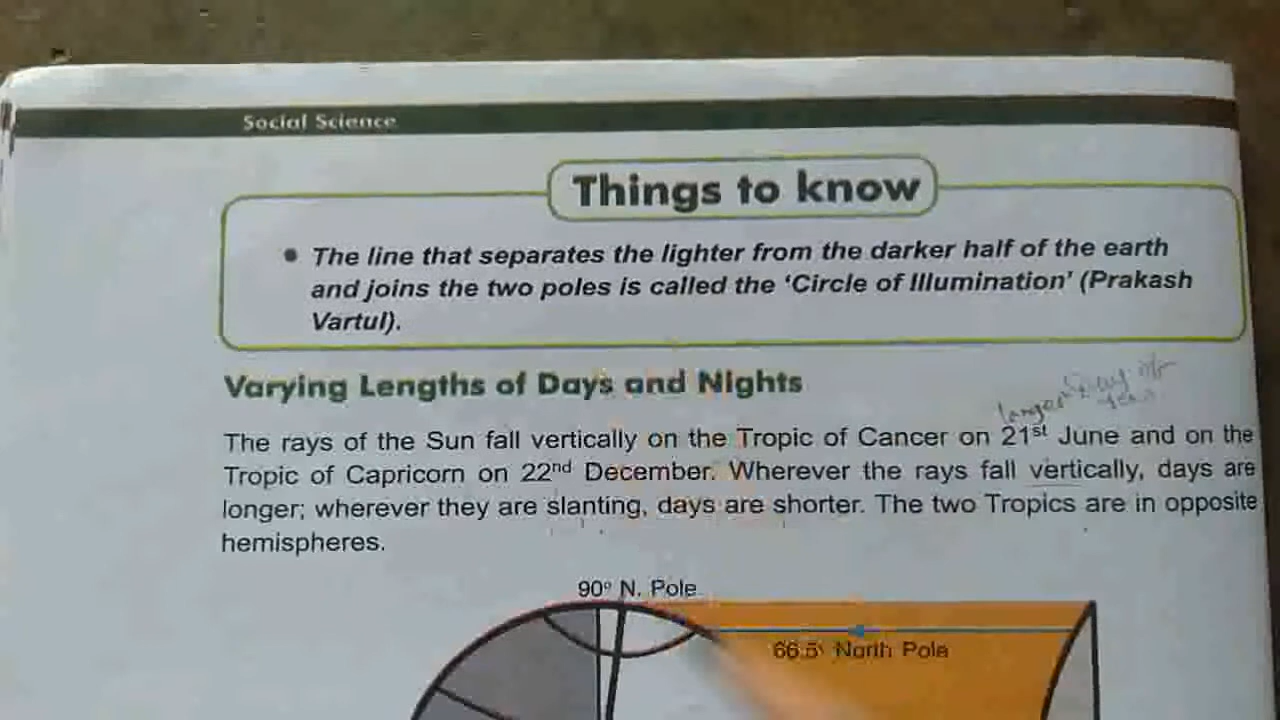 Social Science
Things to know
• The line that separates the lighter from the darker half of the earth
and joins the two poles is called the ‘Circle of Illumination’ (Prakash
Vartul).
Varying Lengths of Days and Nights
longest day
The rays of the Sun fall vertically on the Tropic of Cancer on 21st June and on the
Tropic of Capricorn on 22nd December. Wherever the rays fall vertically, days are
longer; wherever they are slanting, days are shorter. The two Tropics are in opposite
hemispheres.
90° N. Pole
66.5° North Pole